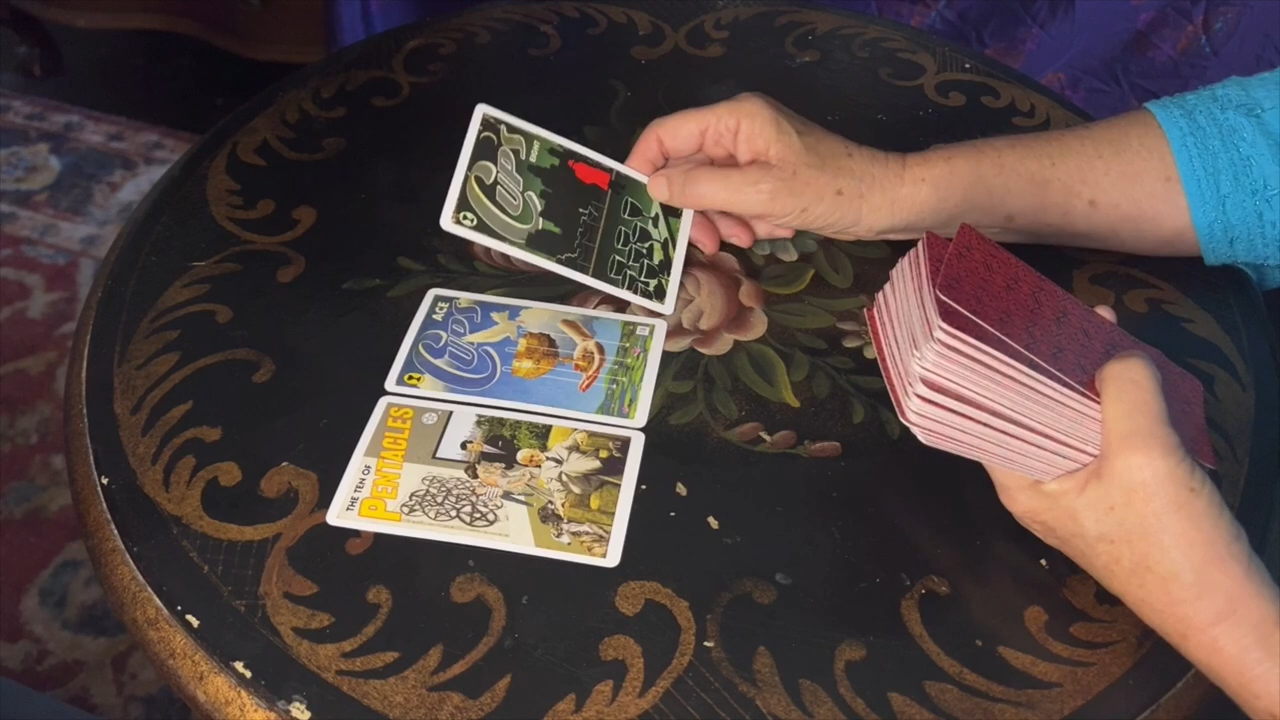 CUPS
EIGHT
ACE
CUPS
THE TEN OF
PENTACLES